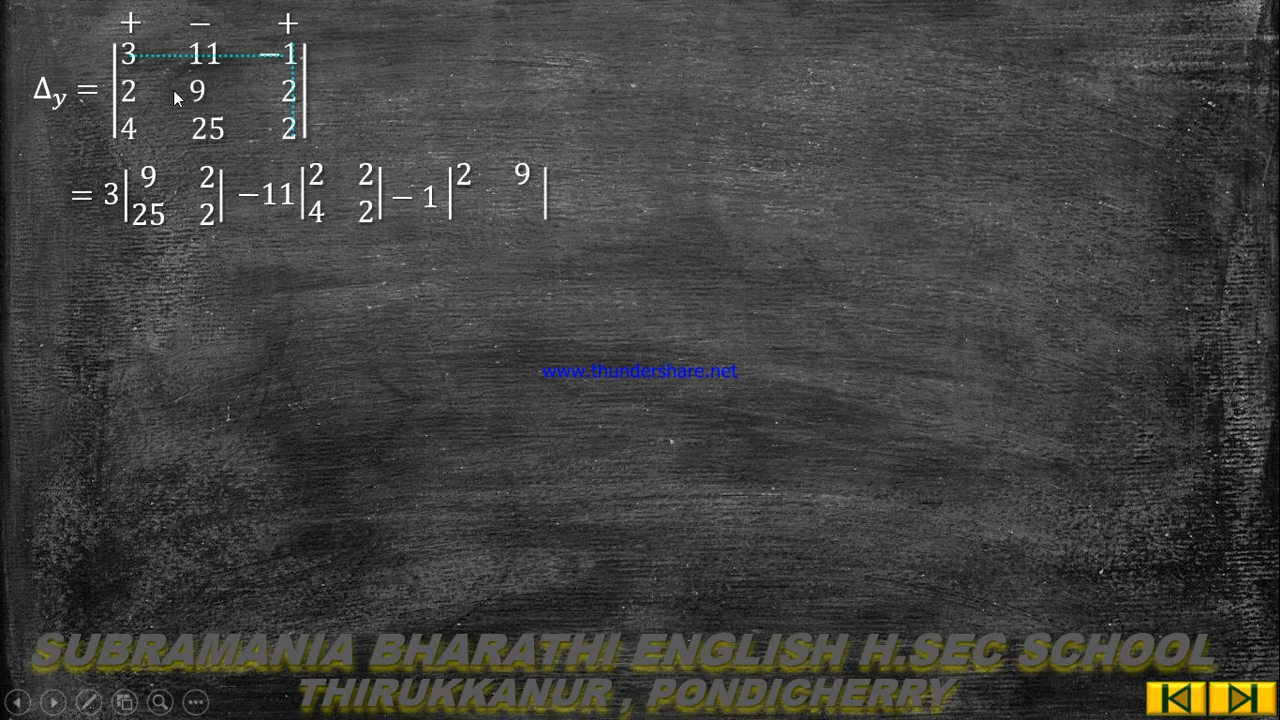 + − +
3 11 −1
Δy = 2 9 2
4 25 2
9 2 2 2 2 9
= 3 | | −11 | | − 1 | |
25 2 4 2
www.thundershare.net
SUBRAMANIA BHARATHI ENGLISH H.SEC SCHOOL
THIRUKKANUR , PONDICHERRY